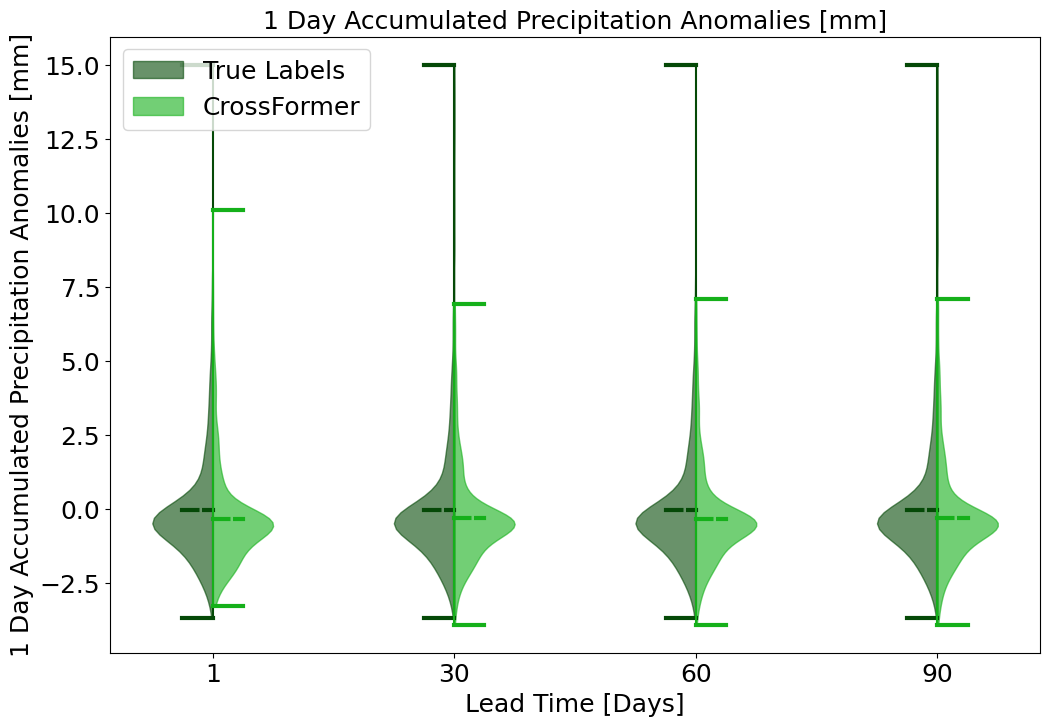 1 Day Accumulated Precipitation Anomalies [mm]
1 Day Accumulated Precipitation Anomalies [mm]
True Labels
CrossFormer
15.0
12.5
10.0
7.5
5.0
2.5
0.0
−2.5
1 30 60 90
Lead Time [Days]